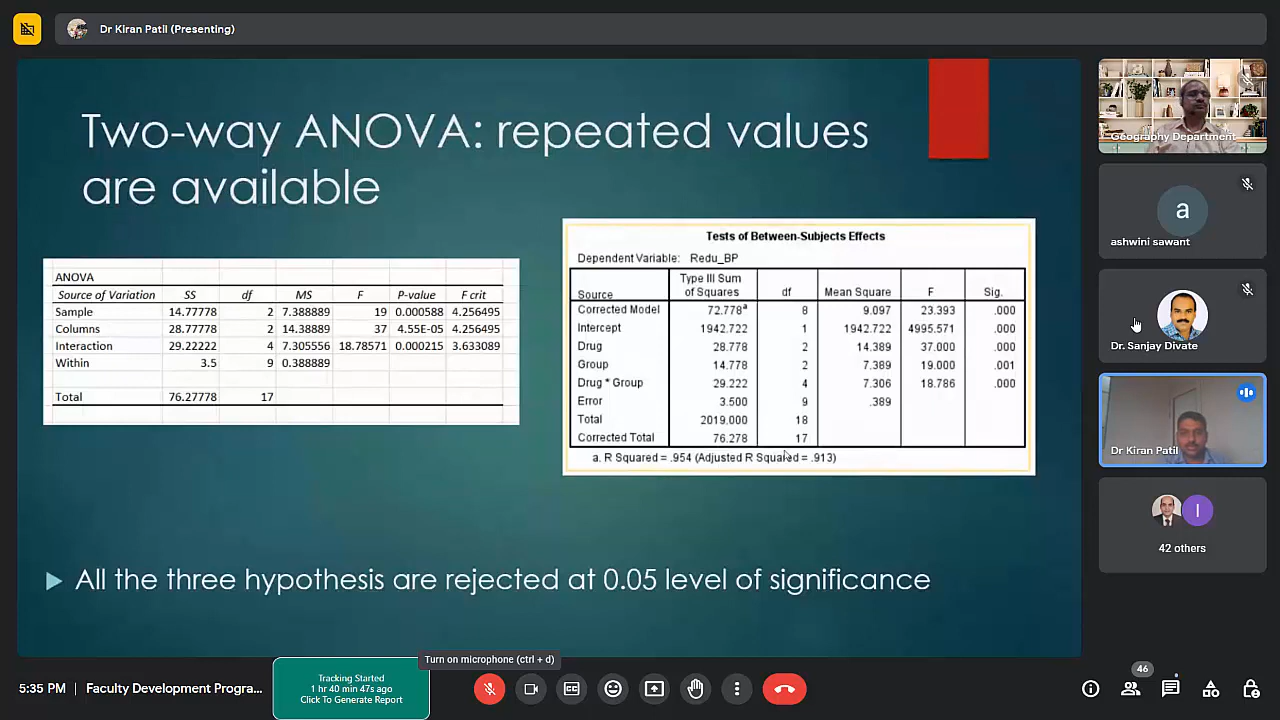 Dr Kiran Patil (Presenting)
Two-way ANOVA: repeated values
are available
ANOVA
Source of Variation SS df MS F P-value F crit
Sample 14.77778 2 7.388889 19 0.000588 4.256495
Columns 28.77778 2 14.38889 37 4.55E-05 4.256495
Interaction 29.22222 4 7.305556 18.78571 0.000215 3.633089
Within 3.5 9 0.388889
Total 76.27778 17
Tests of Between-Subjects Effects
Dependent Variable: Redu_BP
Source Type III Sum of Squares df Mean Square F Sig.
Corrected Model 72.778a 8 9.097 23.393 .000
Intercept 1942.722 1 1942.722 4995.571 .000
Drug 28.778 2 14.389 37.000 .000
Group 14.778 2 7.389 19.000 .001
Drug * Group 29.222 4 7.306 18.786 .000
Error 3.500 9 .389
Total 2019.000 18
Corrected Total 76.278 17
a. R Squared = .954 (Adjusted R Squared = .913)
All the three hypothesis are rejected at 0.05 level of significance
Geography Department
a
ashwini sawant
Dr. Sanjay Divate
Dr Kiran Patil
I
42 others
Turn on microphone (ctrl + d)
5:35 PM | Faculty Development Progra...
Tracking Started
1 hr 40 min 47s ago
Click To Generate Report
46